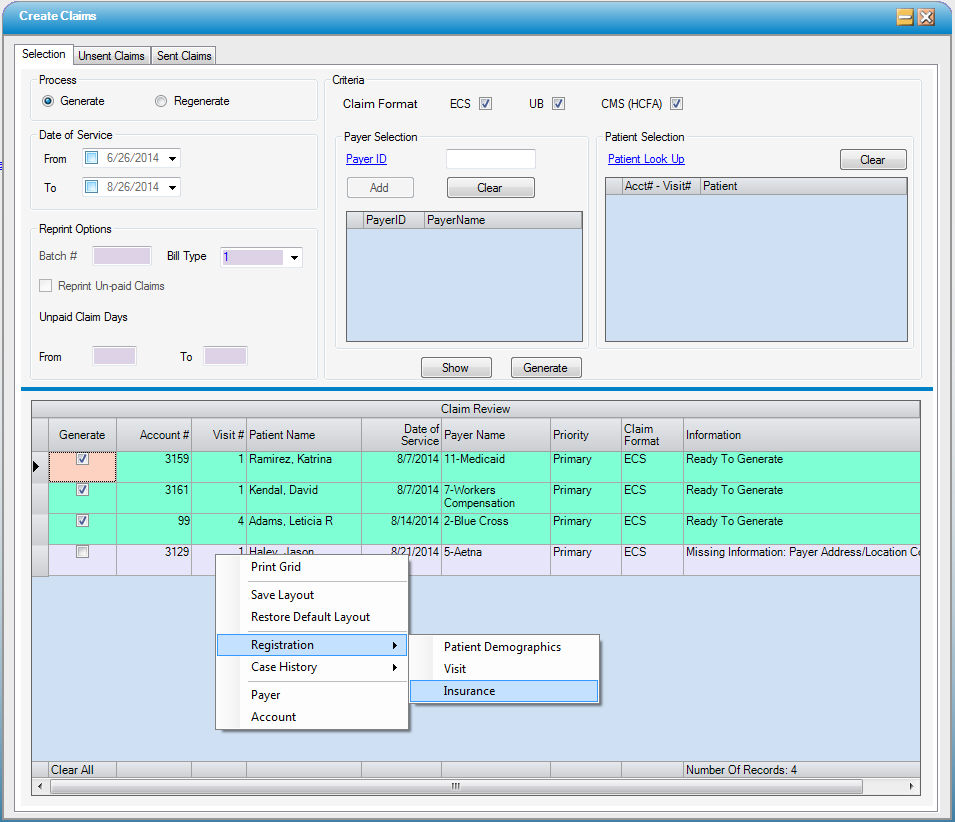 Create Claims
Selection Unsent Claims Sent Claims
Process
Generate Regenerate
Date of Service
From 6/26/2014
To 8/26/2014
Reprint Options
Batch # Bill Type 1
Reprint Un-paid Claims
Unpaid Claim Days
From To
Criteria
Claim Format ECS UB CMS (HCFA)
Payer Selection
Payer ID
Add Clear
PayerID PayerName
Patient Selection
Patient Look Up Clear
Acct# - Visit# Patient
Show Generate
Claim Review
Generate Account # Visit # Patient Name Date of Service Payer Name Priority Claim Format Information
3159 1 Ramirez, Katrina 8/7/2014 11-Medicaid Primary ECS Ready To Generate
3161 1 Kendal, David 8/7/2014 7-Workers Compensation Primary ECS Ready To Generate
99 4 Adams, Leticia R 8/14/2014 2-Blue Cross Primary ECS Ready To Generate
3129 1 Haley, Jason 8/21/2014 5-Aetna Primary ECS Missing Information: Payer Address/Location Co
Print Grid
Save Layout
Restore Default Layout
Registration
Case History
Payer
Account
Patient Demographics
Visit
Insurance
Clear All Number Of Records: 4